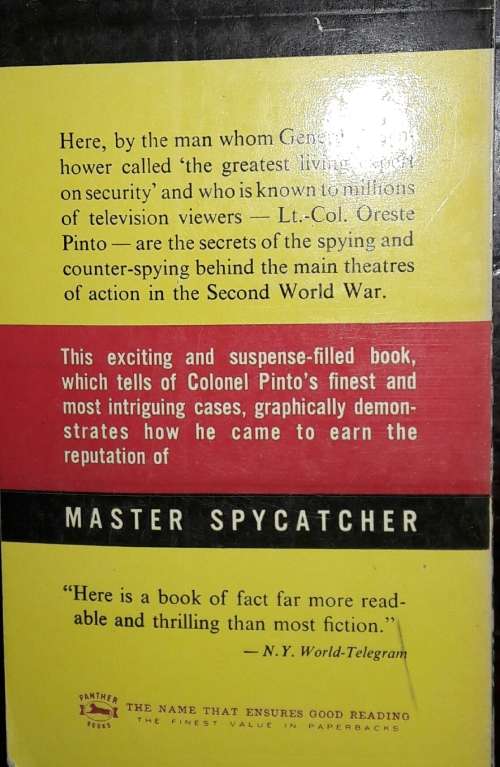 Here, by the man whom
hower called ‘the greatest living
on security’ and who is known to millions
of television viewers — Lt.-Col. Oreste
Pinto — are the secrets of the spying and
counter-spying behind the main theatres
of action in the Second World War.
This exciting and suspense-filled book,
which tells of Colonel Pinto's finest and
most intriguing cases, graphically demon-
strates how he came to earn the
reputation of
MASTER SPYCATCHER
“Here is a book of fact far more read-
able and thrilling than most fiction.”
— N.Y. World-Telegram
PANTHER
BOOKS
THE NAME THAT ENSURES GOOD READING
THE FINEST VALUE IN PAPERBACKS